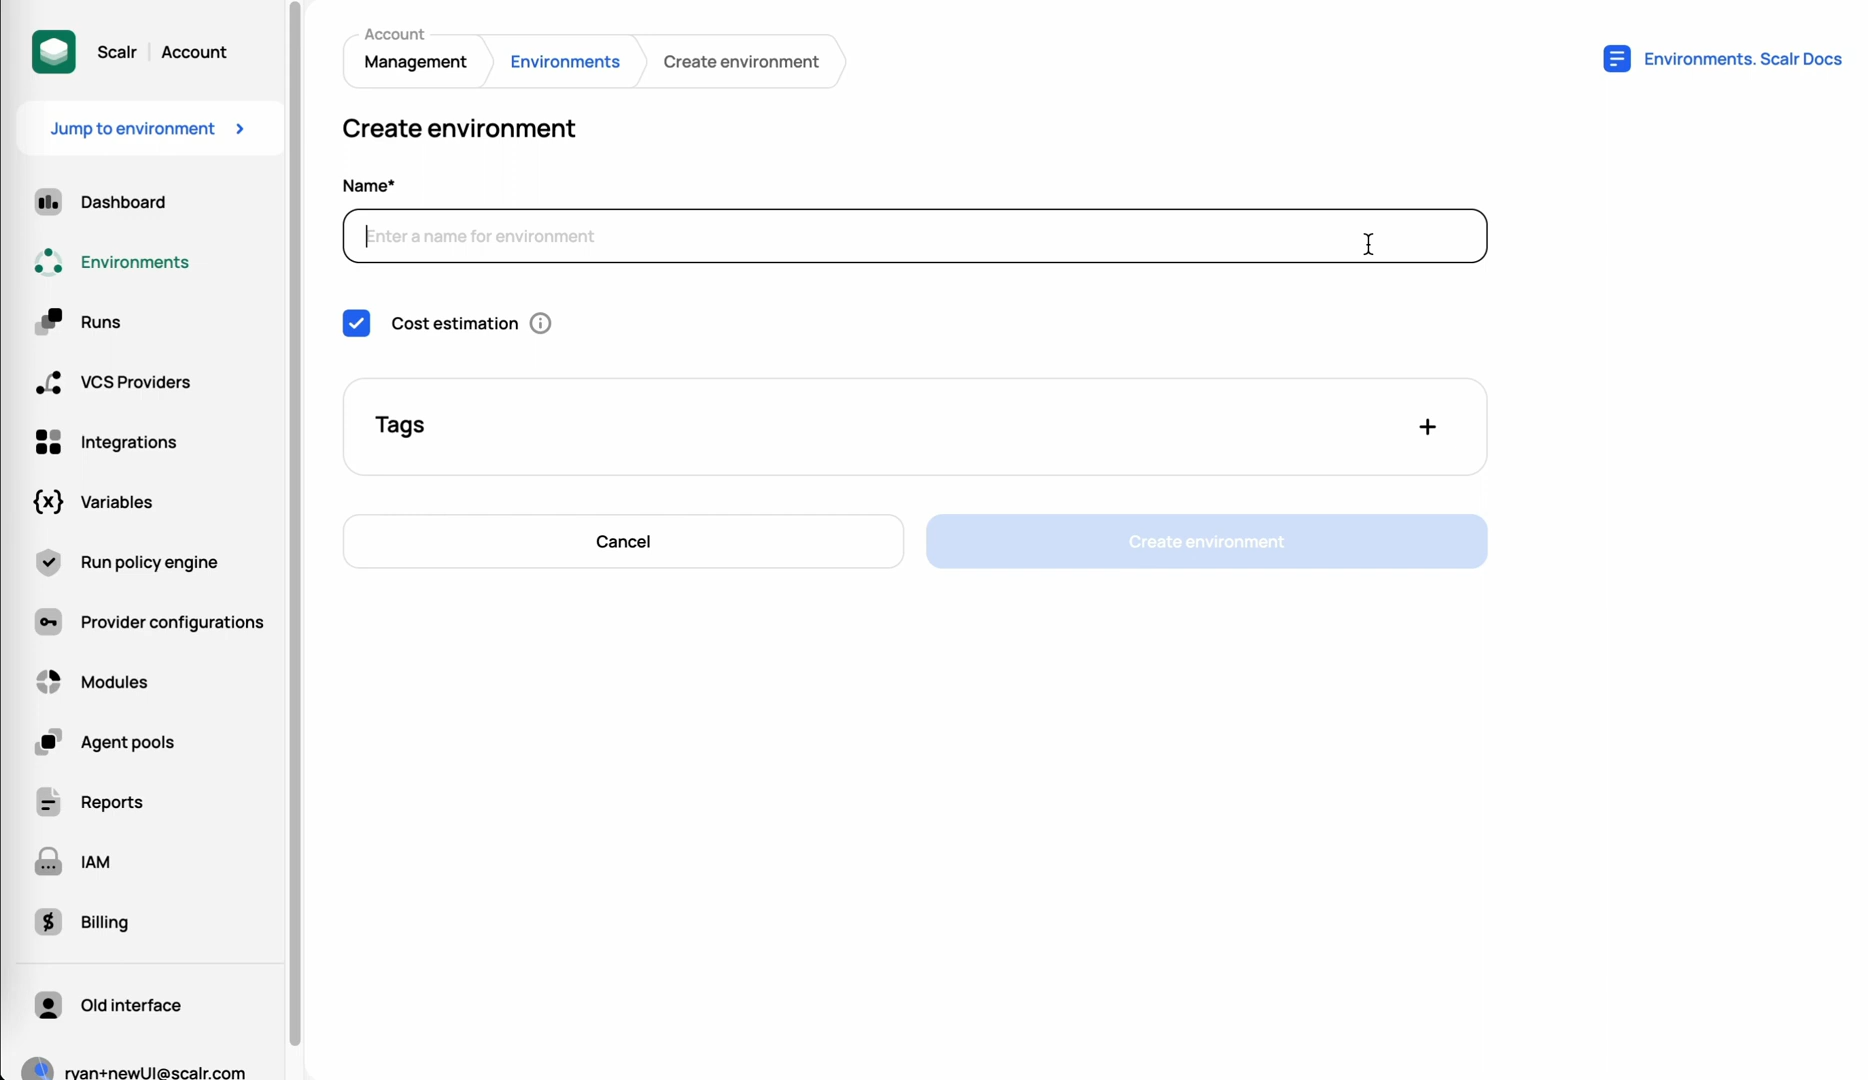 Scalr | Account
Jump to environment
Dashboard
Environments
Runs
VCS Providers
Integrations
{x} Variables
Run policy engine
Provider configurations
Modules
Agent pools
Reports
IAM
$ Billing
Old interface
ryan+newUI@scalr.com
Account
Management
Environments
Create environment
Environments. Scalr Docs
Create environment
Name*
Enter a name for environment
Cost estimation
Tags
+
Cancel
Create environment